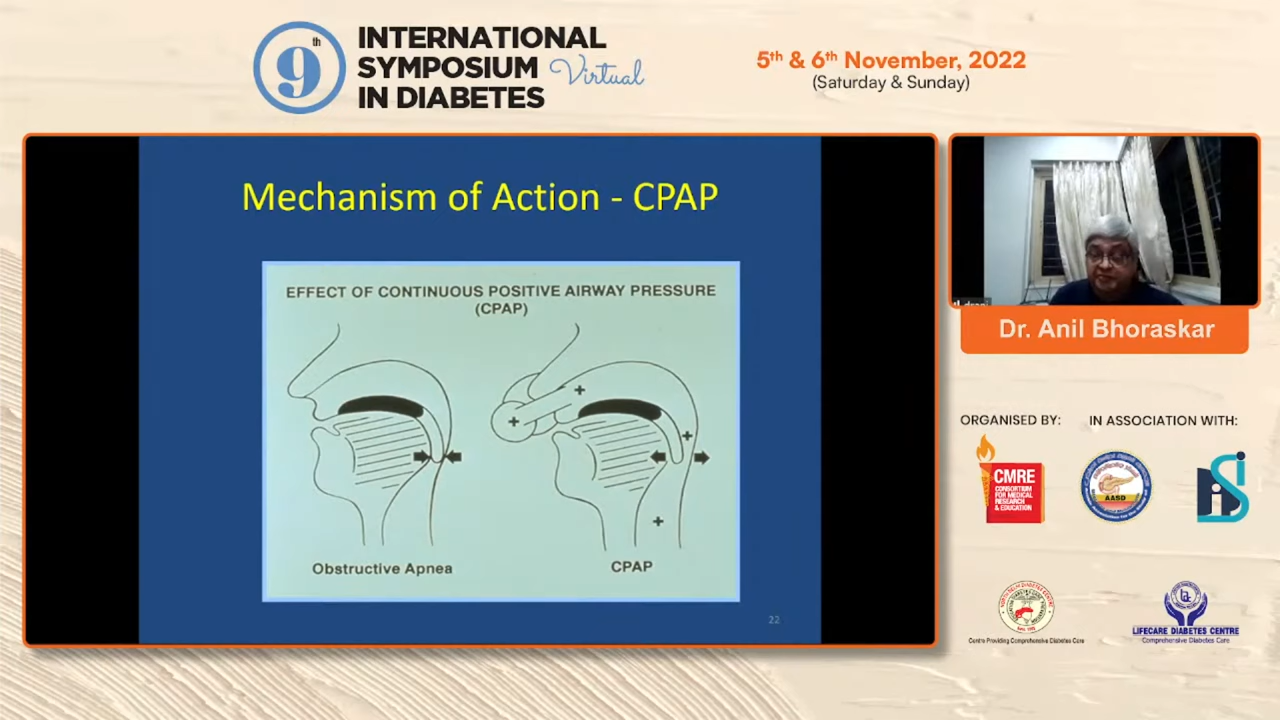 9th
INTERNATIONAL
SYMPOSIUM Virtual
IN DIABETES
5th & 6th November, 2022
(Saturday & Sunday)
Mechanism of Action - CPAP
EFFECT OF CONTINUOUS POSITIVE AIRWAY PRESSURE
(CPAP)
+
+
+
+
Obstructive Apnea
CPAP
22
Dr. Anil Bhoraskar
ORGANISED BY:
IN ASSOCIATION WITH:
CMRE
CONSORTIUM
FOR MEDICAL
RESEARCH
& EDUCATION
AASD
Centre Providing Comprehensive Diabetes Care
LIFECARE DIABETES CENTRE
Comprehensive Diabetes Care